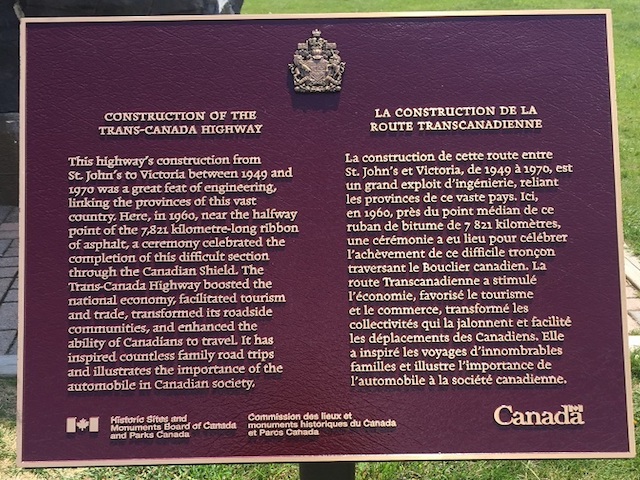 CONSTRUCTION OF THE
TRANS-CANADA HIGHWAY
This highway's construction from
St. John's to Victoria between 1949 and
1970 was a great feat of engineering,
linking the provinces of this vast
country. Here, in 1960, near the halfway
point of the 7,821 kilometre-long ribbon
of asphalt, a ceremony celebrated the
completion of this difficult section
through the Canadian Shield. The
Trans-Canada Highway boosted the
national economy, facilitated tourism
and trade, transformed its roadside
communities, and enhanced the
ability of Canadians to travel. It has
inspired countless family road trips
and illustrates the importance of the
automobile in Canadian society.
LA CONSTRUCTION DE LA
ROUTE TRANSCANADIENNE
La construction de cette route entre
St. John's et Victoria, de 1949 à 1970, est
un grand exploit d'ingénierie, reliant
les provinces de ce vaste pays. Ici,
en 1960, près du point médian de ce
ruban de bitume de 7 821 kilomètres,
une cérémonie a eu lieu pour célébrer
l'achèvement de ce difficile tronçon
traversant le Bouclier canadien. La
route Transcanadienne a stimulé
l'économie, favorisé le tourisme
et le commerce, transformé les
collectivités qui la jalonnent et facilité
les déplacements des Canadiens. Elle
a inspiré les voyages d'innombrables
familles et illustre l'importance de
l'automobile à la société canadienne.
Historic Sites and
Monuments Board of Canada
and Parks Canada
Commission des lieux et
monuments historiques du Canada
et Parcs Canada
Canada